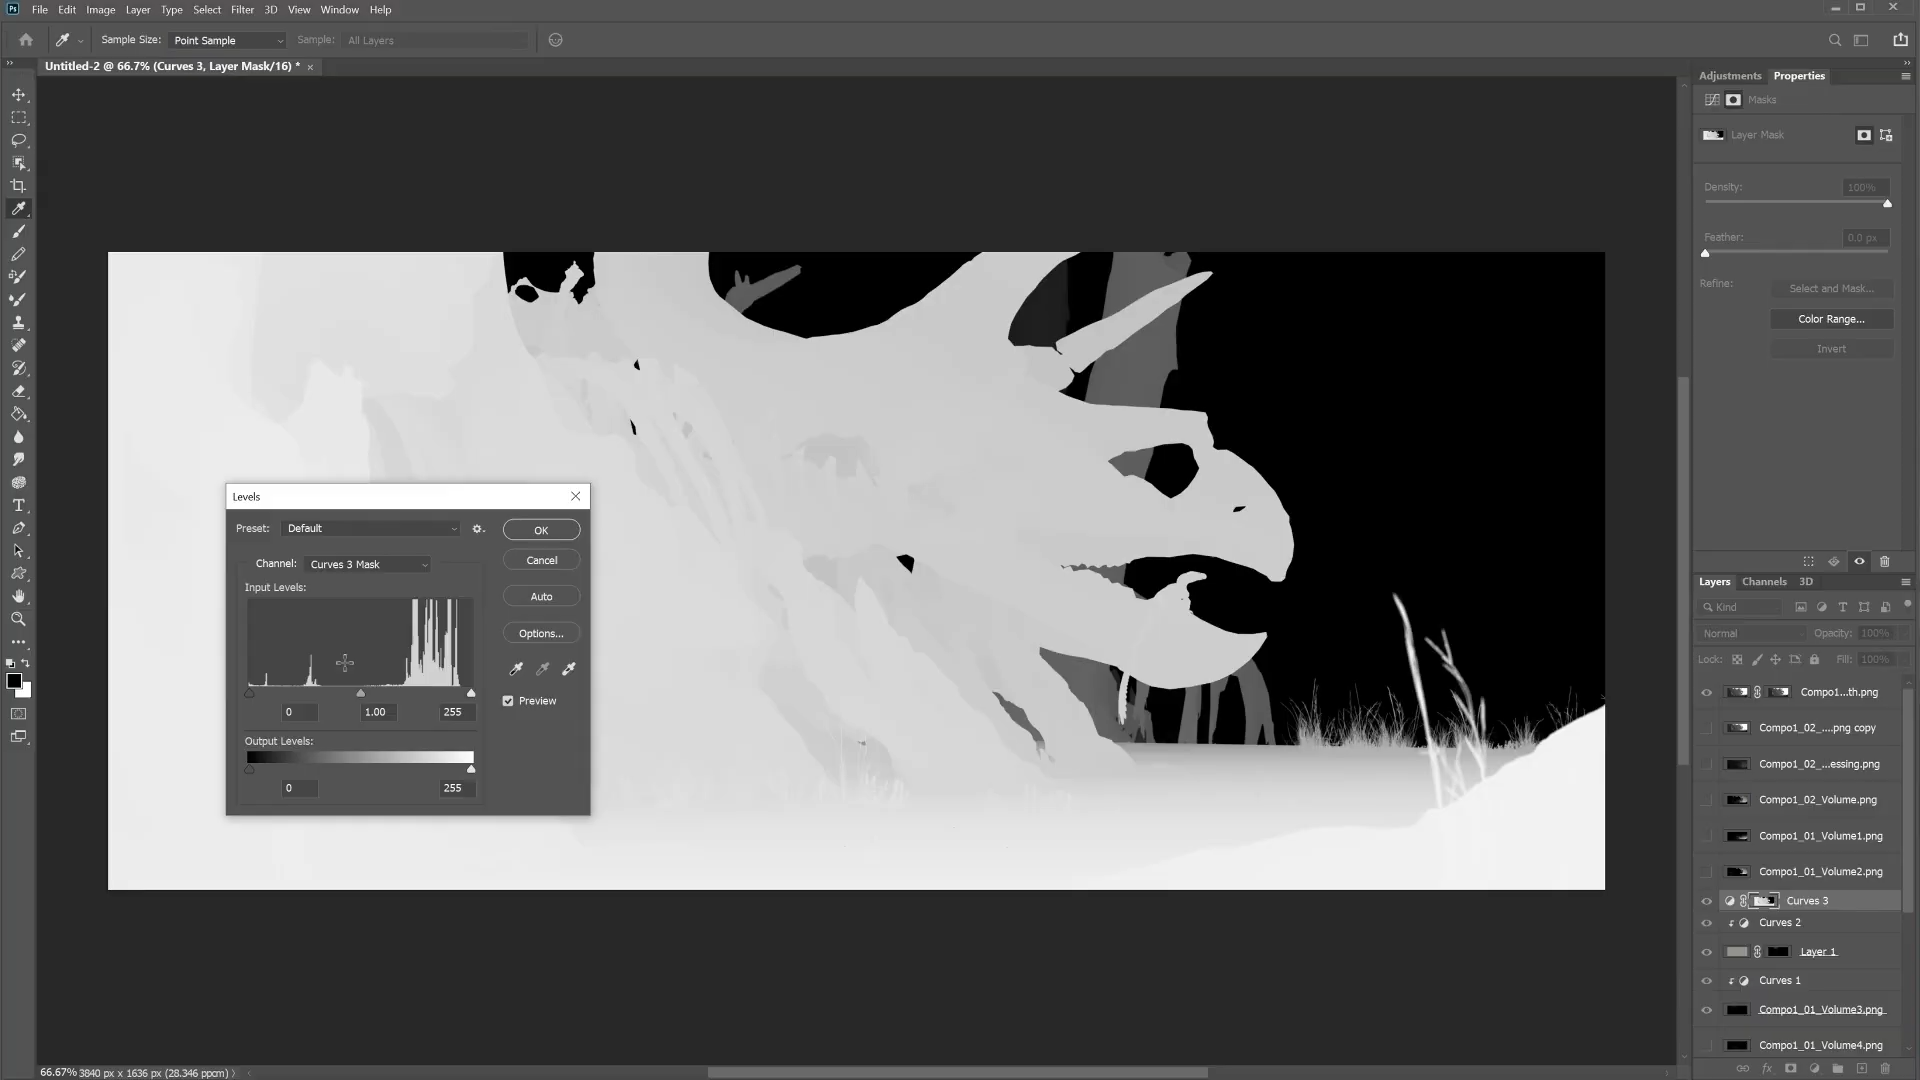 Ps File Edit Image Layer Type Select Filter 3D View Window Help
Sample Size: Point Sample Sample: All Layers
Untitled-2 @ 66.7% (Curves 3, Layer Mask/16) *
Adjustments Properties
Masks
Layer Mask
Density: 100%
Feather: 0.0 px
Refine: Select and Mask...
Color Range...
Invert
Levels
Preset: Default OK
Channel: Curves 3 Mask Cancel
Input Levels: Auto
Options...
Preview
0 1.00 255
Output Levels:
0 255
Layers Channels 3D
Kind
Normal Opacity: 100%
Lock: Fill: 100%
Compo1...th.png
Compo1_02_....png copy
Compo1_02_...essing.png
Compo1_02_Volume.png
Compo1_01_Volume1.png
Compo1_01_Volume2.png
Curves 3
Curves 2
Layer 1
Curves 1
Compo1_01_Volume3.png
Compo1_01_Volume4.png
66.67% 3840 px x 1636 px (28.346 ppcm)